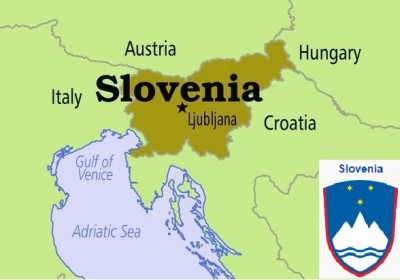 Austria
Hungary
Italy
Slovenia
Ljubljana
Croatia
Gulf of
Venice
Adriatic Sea
Slovenia